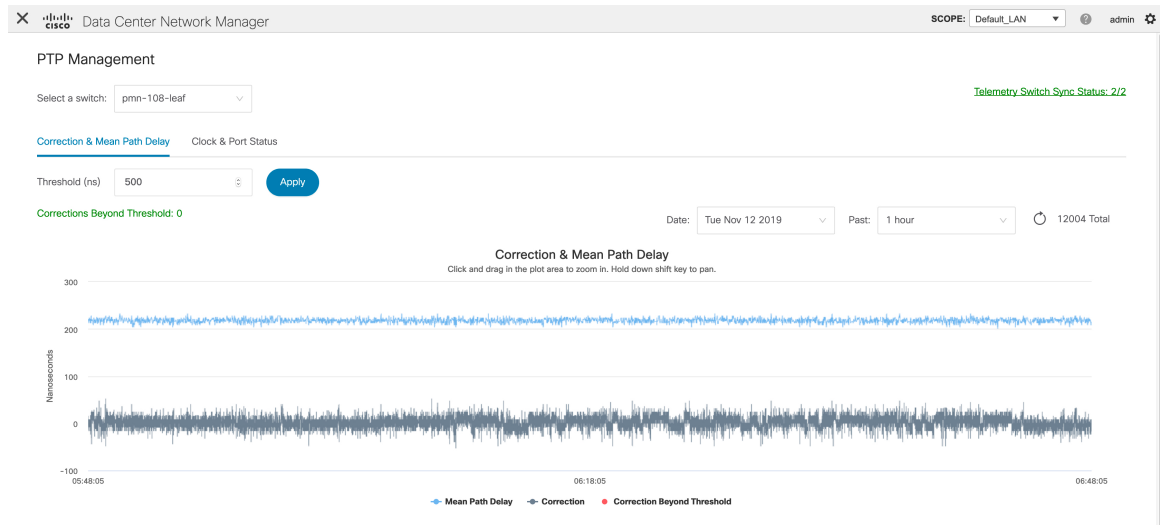 cisco Data Center Network Manager SCOPE: Default_LAN admin
PTP Management
Select a switch: pmn-108-leaf Telemetry Switch Sync Status: 2/2
Correction & Mean Path Delay Clock & Port Status
Threshold (ns) 500 Apply
Corrections Beyond Threshold: 0
Date: Tue Nov 12 2019 Past: 1 hour 12004 Total
Correction & Mean Path Delay
Click and drag in the plot area to zoom in. Hold down shift key to pan.
300
200
100
0
-100
Nanoseconds
05:48:05 06:18:05 06:48:05
Mean Path Delay Correction Correction Beyond Threshold